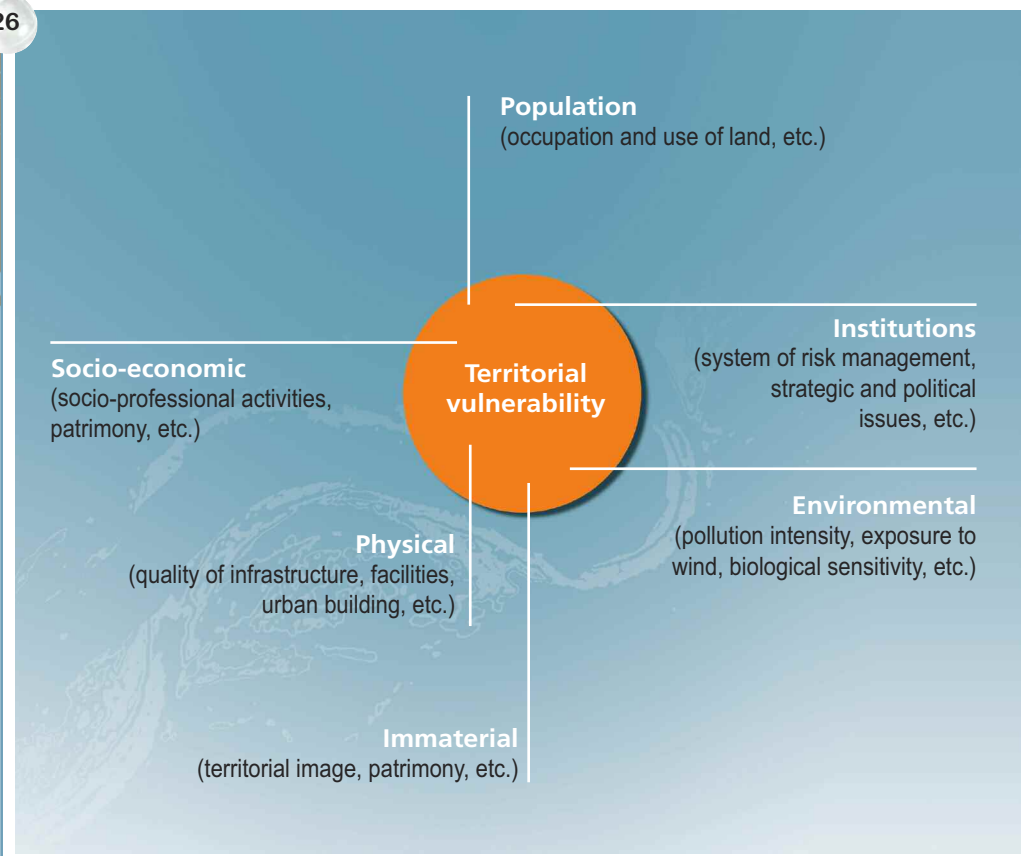 26
Population
(occupation and use of land, etc.)
Institutions
(system of risk management,
strategic and political
issues, etc.)
Socio-economic
(socio-professional activities,
patrimony, etc.)
Territorial
vulnerability
Environmental
(pollution intensity, exposure to
wind, biological sensitivity, etc.)
Physical
(quality of infrastructure, facilities,
urban building, etc.)
Immaterial
(territorial image, patrimony, etc.)